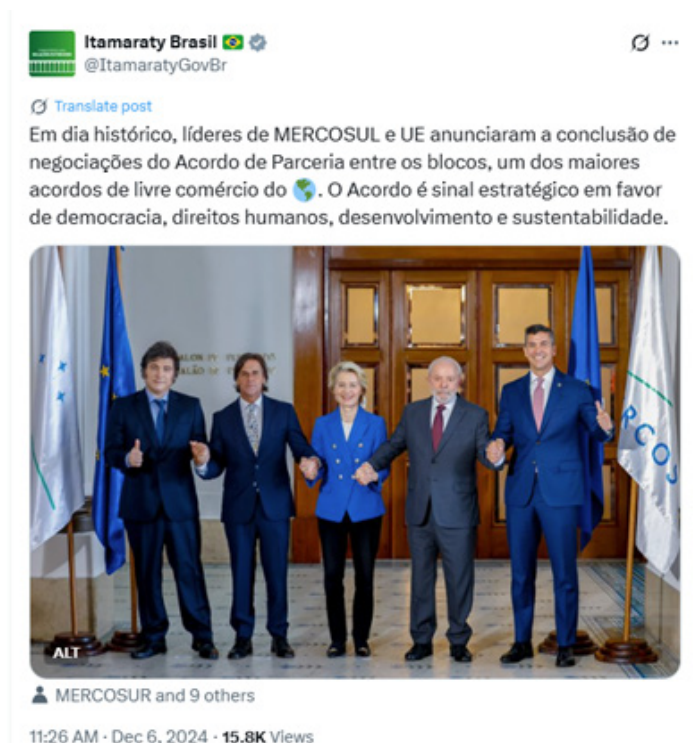 Itamaraty Brasil 🇧🇷
@ItamaratyGovBr
Translate post
Em dia histórico, líderes de MERCOSUL e UE anunciaram a conclusão de
negociações do Acordo de Parceria entre os blocos, um dos maiores
acordos de livre comércio do 🌎. O Acordo é sinal estratégico em favor
de democracia, direitos humanos, desenvolvimento e sustentabilidade.
RCOS
ALT
MERCOSUR and 9 others
11:26 AM · Dec 6, 2024 · 15.8K Views